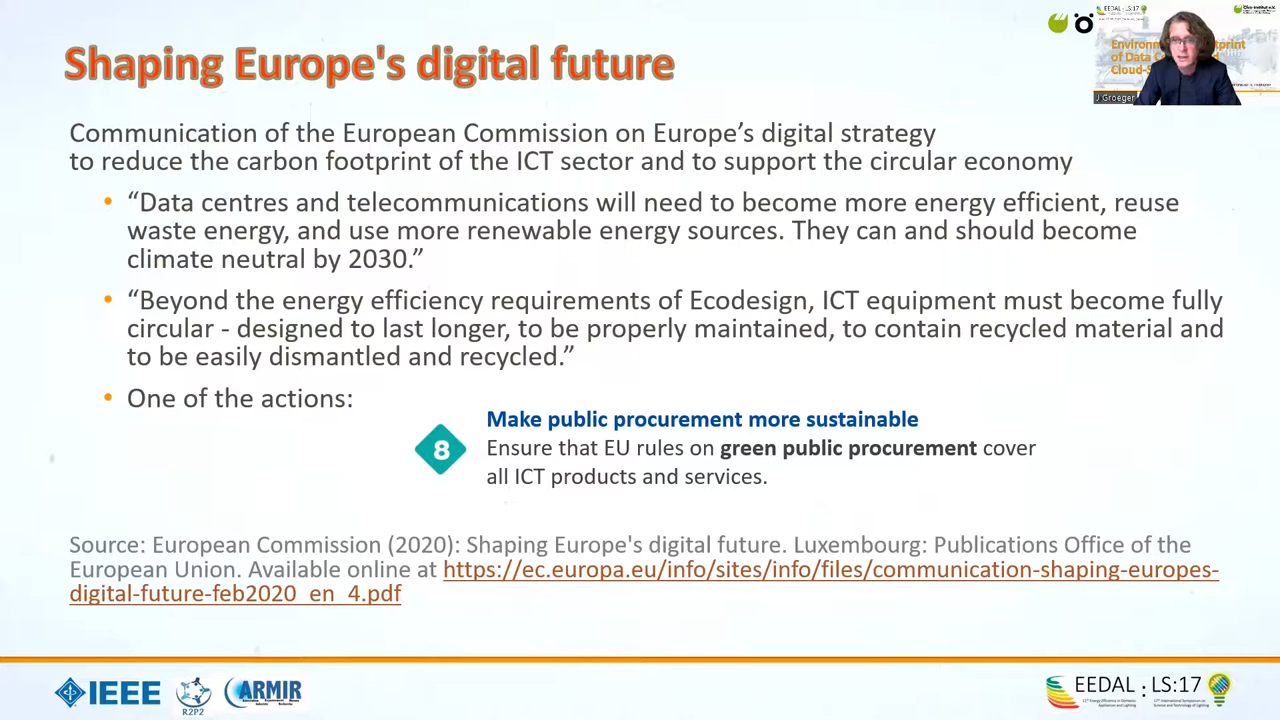 Shaping Europe's digital future
Communication of the European Commission on Europe’s digital strategy
to reduce the carbon footprint of the ICT sector and to support the circular economy
• “Data centres and telecommunications will need to become more energy efficient, reuse
waste energy, and use more renewable energy sources. They can and should become
climate neutral by 2030.”
• “Beyond the energy efficiency requirements of Ecodesign, ICT equipment must become fully
circular - designed to last longer, to be properly maintained, to contain recycled material and
to be easily dismantled and recycled.”
• One of the actions:
8
Make public procurement more sustainable
Ensure that EU rules on green public procurement cover
all ICT products and services.
Source: European Commission (2020): Shaping Europe's digital future. Luxembourg: Publications Office of the
European Union. Available online at https://ec.europa.eu/info/sites/info/files/communication-shaping-europes-
digital-future-feb2020_en_4.pdf
EEDAL LS:17
of Data
Cloud-
J Groeger
IEEE
R2P2
ARMIR
EEDAL : LS:17